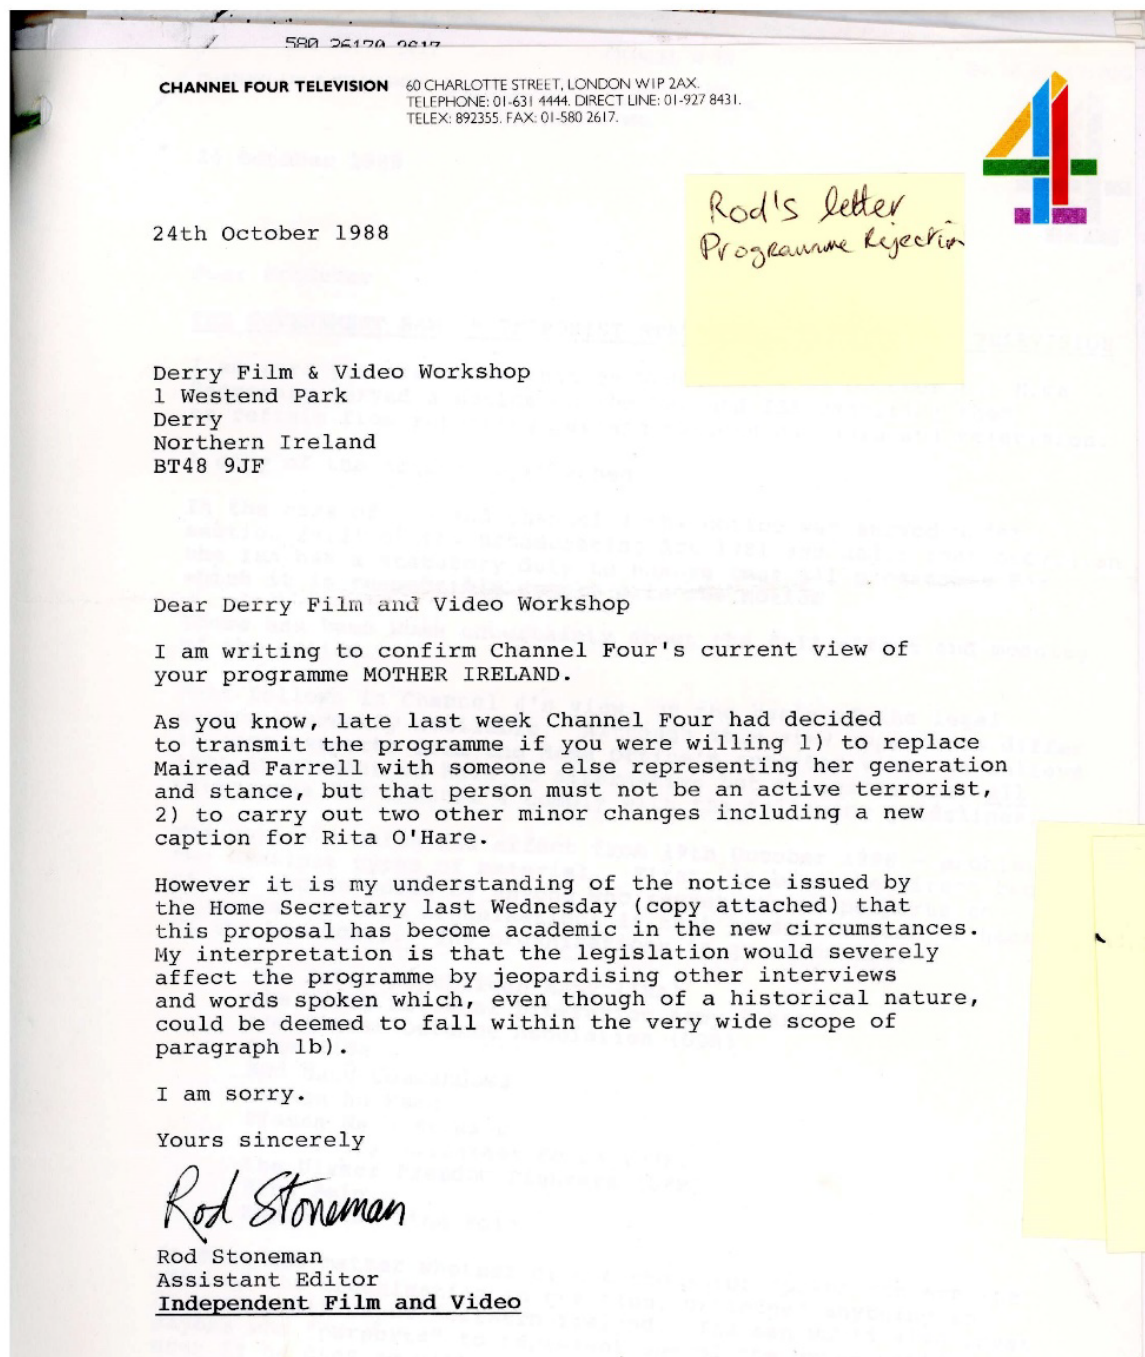 580 26170 2617
CHANNEL FOUR TELEVISION 60 CHARLOTTE STREET, LONDON W1P 2AX.
TELEPHONE: 01-631 4444. DIRECT LINE: 01-927 8431.
TELEX: 892355. FAX: 01-580 2617.
4
Rod's letter
Programme Rejection
24th October 1988
Derry Film & Video Workshop
1 Westend Park
Derry
Northern Ireland
BT48 9JF
Dear Derry Film and Video Workshop
I am writing to confirm Channel Four's current view of
your programme MOTHER IRELAND.
As you know, late last week Channel Four had decided
to transmit the programme if you were willing 1) to replace
Mairead Farrell with someone else representing her generation
and stance, but that person must not be an active terrorist,
2) to carry out two other minor changes including a new
caption for Rita O'Hare.
However it is my understanding of the notice issued by
the Home Secretary last Wednesday (copy attached) that
this proposal has become academic in the new circumstances.
My interpretation is that the legislation would severely
affect the programme by jeopardising other interviews
and words spoken which, even though of a historical nature,
could be deemed to fall within the very wide scope of
paragraph 1b).
I am sorry.
Yours sincerely
Rod Stoneman
Rod Stoneman
Assistant Editor
Independent Film and Video